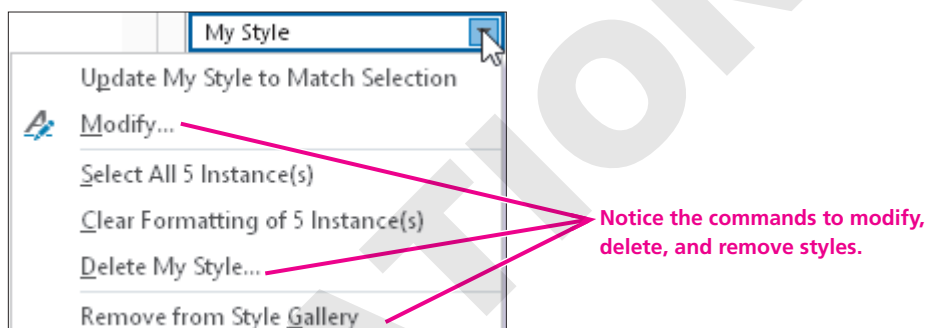 My Style
Update My Style to Match Selection
Modify...
Select All 5 Instance(s)
Clear Formatting of 5 Instance(s)
Delete My Style...
Remove from Style Gallery
Notice the commands to modify,
delete, and remove styles.
ATION